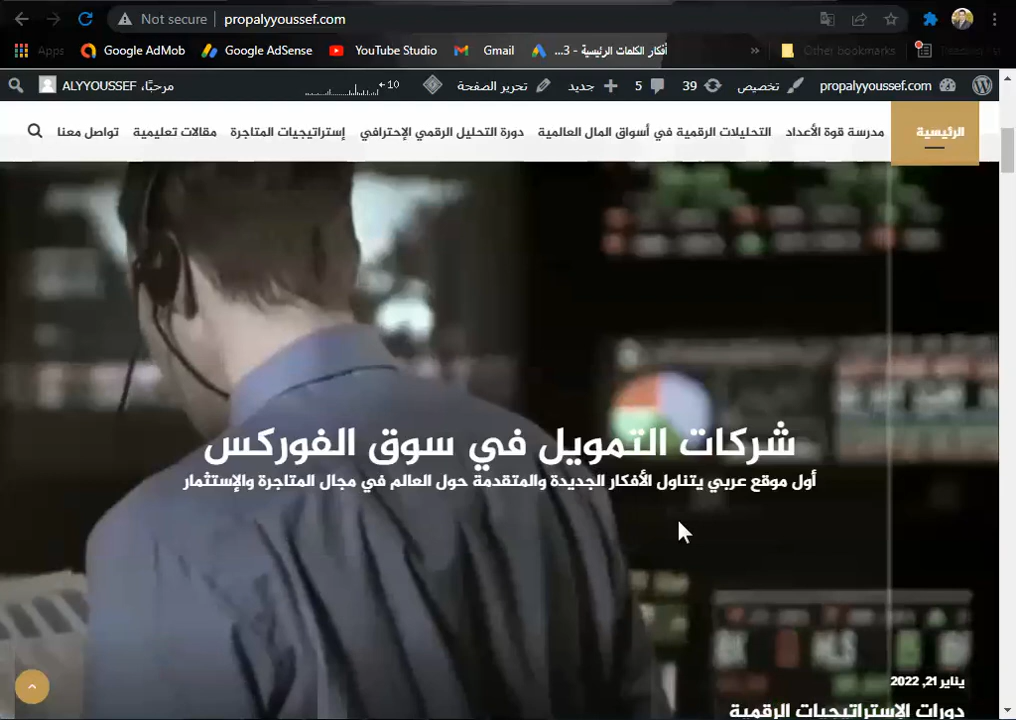 Not secure propalyyoussef.com
Apps Google AdMob Google AdSense YouTube Studio Gmail أفكار الكلمات الرئيسية - 3... » Other bookmarks
propalyyoussef.com تخصيص 39 5 جديد تحرير الصفحة +10 مرحبًا، ALYYOUSSEF
الرئيسية مدرسة قوة الأعداد التحليلات الرقمية في أسواق المال العالمية دورة التحليل الرقمي الإحترافي إستراتيجيات المتاجرة مقالات تعليمية تواصل معنا
شركات التمويل في سوق الفوركس
أول موقع عربي يتناول الأفكار الجديدة والمتقدمة حول العالم في مجال المتاجرة والإستثمار
يناير 21, 2022
دورات الإستراتيجيات الرقمية